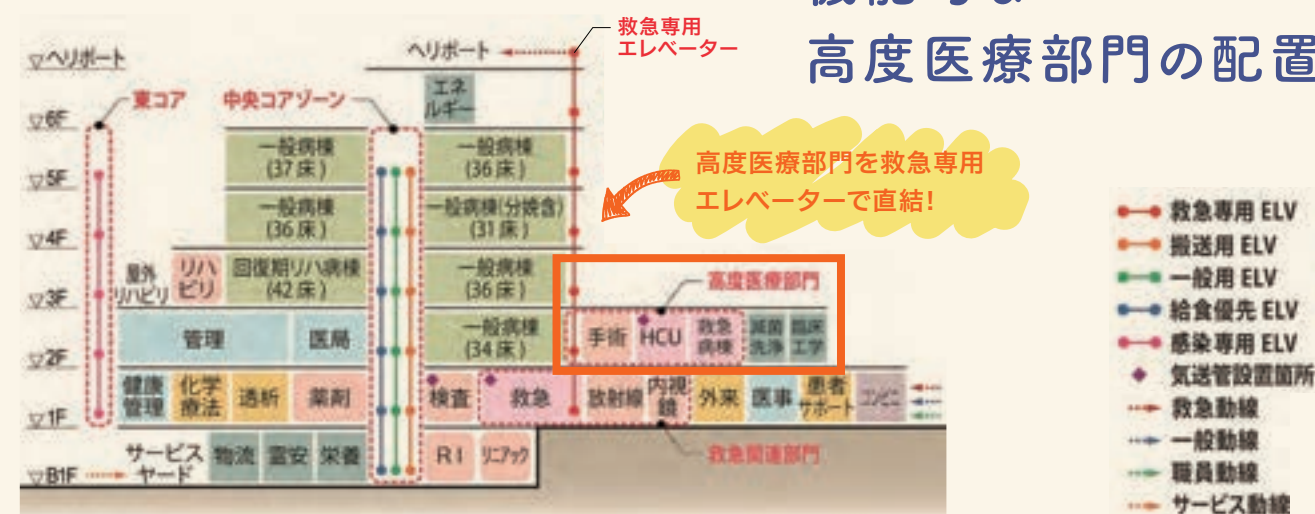 高度医療部門の配置
救急専用
エレベーター
▽ヘリポート
ヘリポート
東コア
中央コアゾーン
エネ
ルギー
▽6F
一般病棟
(37床)
一般病棟
(36床)
高度医療部門を救急専用
エレベーターで直結!
▽5F
一般病棟
(36床)
一般病棟(分娩含)
(31床)
▽4F
屋外
リハビリ
リハ
ビリ
回復期リハ病棟
(42床)
一般病棟
(36床)
高度医療部門
▽3F
管理
医局
一般病棟
(34床)
手術
HCU
救急
病棟
滅菌
洗浄
臨床
工学
▽2F
健康
管理
化学
療法
透析
薬剤
検査
救急
放射線
内視
鏡
外来
医事
患者
サポート
コンビニ
▽1F
サービス
ヤード
物流
霊安
栄養
RI
リニアック
救急関連部門
▽B1F
救急専用 ELV
搬送用 ELV
一般用 ELV
給食優先 ELV
感染専用 ELV
気送管設置箇所
救急動線
一般動線
職員動線
サービス動線